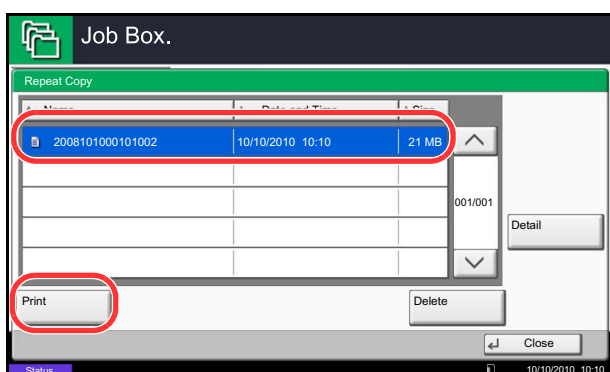 Job Box.
Repeat Copy
Name Date and Time Size
2008101000101002 10/10/2010 10:10 21 MB
001/001
Detail
Print Delete
Close
Status 10/10/2010 10:10